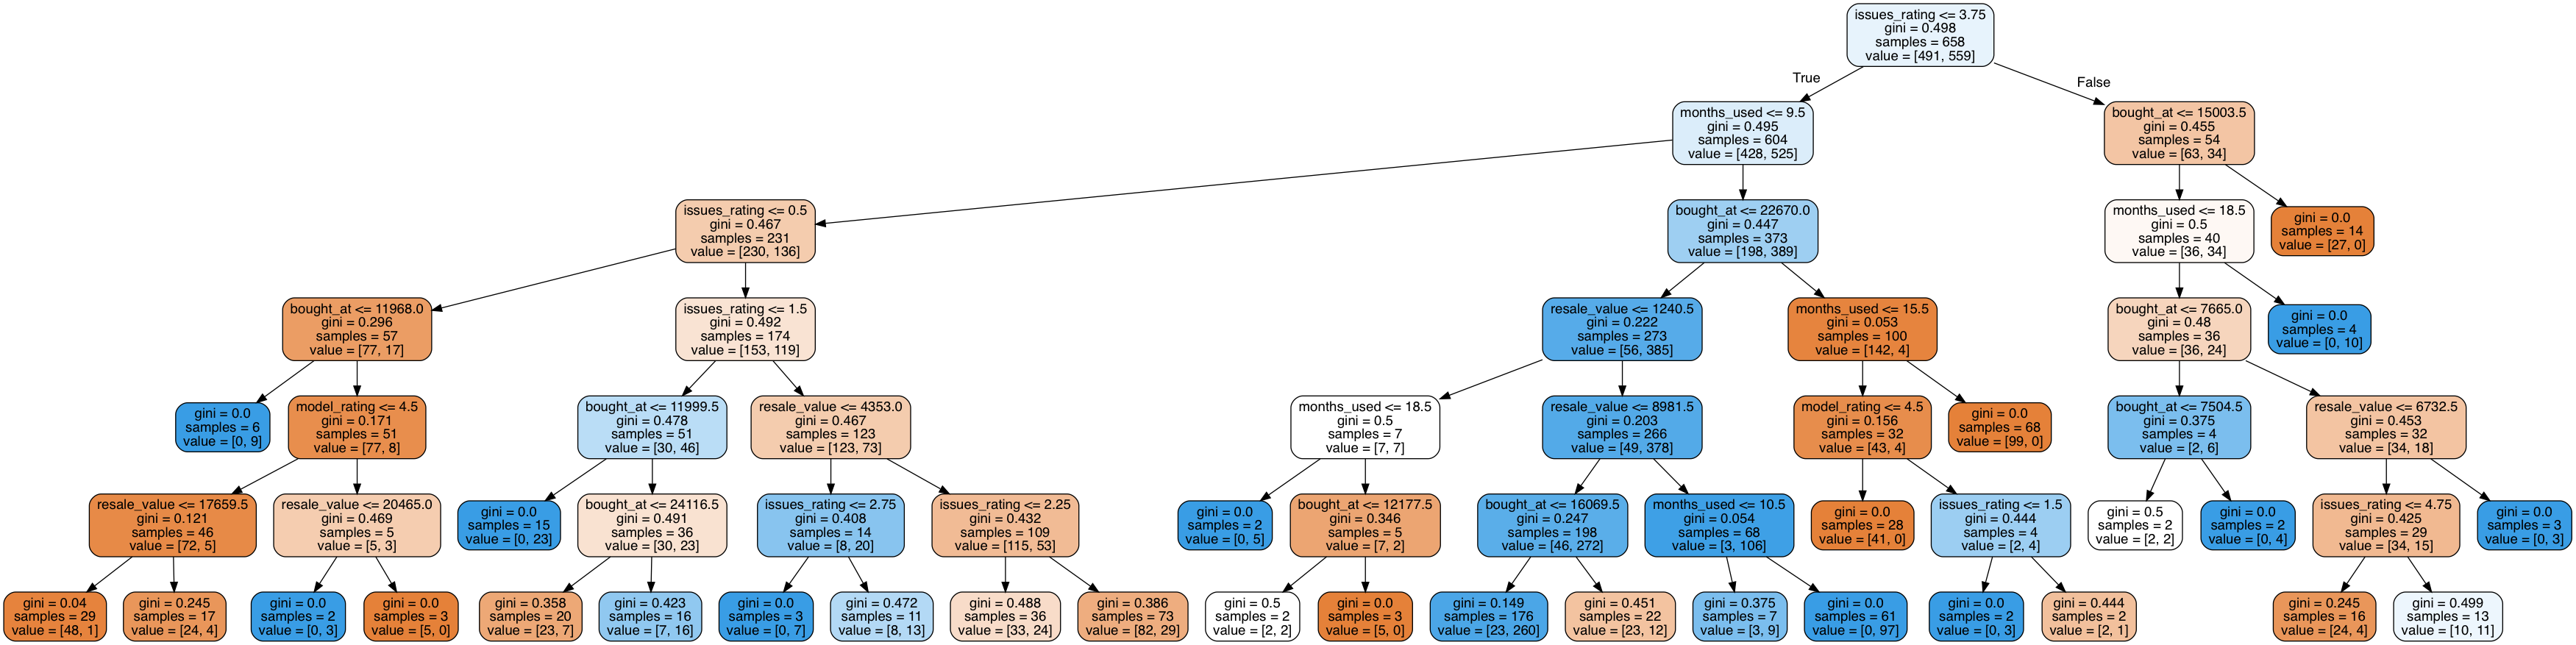 issues_rating <= 3.75
gini = 0.498
samples = 658
value = [491, 559]
True
False
months_used <= 9.5
gini = 0.495
samples = 604
value = [428, 525]
bought_at <= 15003.5
gini = 0.455
samples = 54
value = [63, 34]
issues_rating <= 0.5
gini = 0.467
samples = 231
value = [230, 136]
bought_at <= 22670.0
gini = 0.447
samples = 373
value = [198, 389]
months_used <= 18.5
gini = 0.5
samples = 40
value = [36, 34]
gini = 0.0
samples = 14
value = [27, 0]
bought_at <= 11968.0
gini = 0.296
samples = 57
value = [77, 17]
issues_rating <= 1.5
gini = 0.492
samples = 174
value = [153, 119]
resale_value <= 1240.5
gini = 0.222
samples = 273
value = [56, 385]
months_used <= 15.5
gini = 0.053
samples = 100
value = [142, 4]
bought_at <= 7665.0
gini = 0.48
samples = 36
value = [36, 24]
gini = 0.0
samples = 4
value = [0, 10]
gini = 0.0
samples = 6
value = [0, 9]
model_rating <= 4.5
gini = 0.171
samples = 51
value = [77, 8]
bought_at <= 11999.5
gini = 0.478
samples = 51
value = [30, 46]
resale_value <= 4353.0
gini = 0.467
samples = 123
value = [123, 73]
months_used <= 18.5
gini = 0.5
samples = 7
value = [7, 7]
resale_value <= 8981.5
gini = 0.203
samples = 266
value = [49, 378]
model_rating <= 4.5
gini = 0.156
samples = 32
value = [43, 4]
gini = 0.0
samples = 68
value = [99, 0]
bought_at <= 7504.5
gini = 0.375
samples = 4
value = [2, 6]
resale_value <= 6732.5
gini = 0.453
samples = 32
value = [34, 18]
resale_value <= 17659.5
gini = 0.121
samples = 46
value = [72, 5]
resale_value <= 20465.0
gini = 0.469
samples = 5
value = [5, 3]
gini = 0.0
samples = 15
value = [0, 23]
bought_at <= 24116.5
gini = 0.491
samples = 36
value = [30, 23]
issues_rating <= 2.75
gini = 0.408
samples = 14
value = [8, 20]
issues_rating <= 2.25
gini = 0.432
samples = 109
value = [115, 53]
gini = 0.0
samples = 2
value = [0, 5]
bought_at <= 12177.5
gini = 0.346
samples = 5
value = [7, 2]
bought_at <= 16069.5
gini = 0.247
samples = 198
value = [46, 272]
months_used <= 10.5
gini = 0.054
samples = 68
value = [3, 106]
gini = 0.0
samples = 28
value = [41, 0]
issues_rating <= 1.5
gini = 0.444
samples = 4
value = [2, 4]
gini = 0.5
samples = 2
value = [2, 2]
gini = 0.0
samples = 2
value = [0, 4]
issues_rating <= 4.75
gini = 0.425
samples = 29
value = [34, 15]
gini = 0.0
samples = 3
value = [0, 3]
gini = 0.04
samples = 29
value = [48, 1]
gini = 0.245
samples = 17
value = [24, 4]
gini = 0.0
samples = 2
value = [0, 3]
gini = 0.0
samples = 3
value = [5, 0]
gini = 0.358
samples = 20
value = [23, 7]
gini = 0.423
samples = 16
value = [7, 16]
gini = 0.0
samples = 3
value = [0, 7]
gini = 0.472
samples = 11
value = [8, 13]
gini = 0.488
samples = 36
value = [33, 24]
gini = 0.386
samples = 73
value = [82, 29]
gini = 0.5
samples = 2
value = [2, 2]
gini = 0.0
samples = 3
value = [5, 0]
gini = 0.149
samples = 176
value = [23, 260]
gini = 0.451
samples = 22
value = [23, 12]
gini = 0.375
samples = 7
value = [3, 9]
gini = 0.0
samples = 61
value = [0, 97]
gini = 0.0
samples = 2
value = [0, 3]
gini = 0.444
samples = 2
value = [2, 1]
gini = 0.245
samples = 16
value = [24, 4]
gini = 0.499
samples = 13
value = [10, 11]